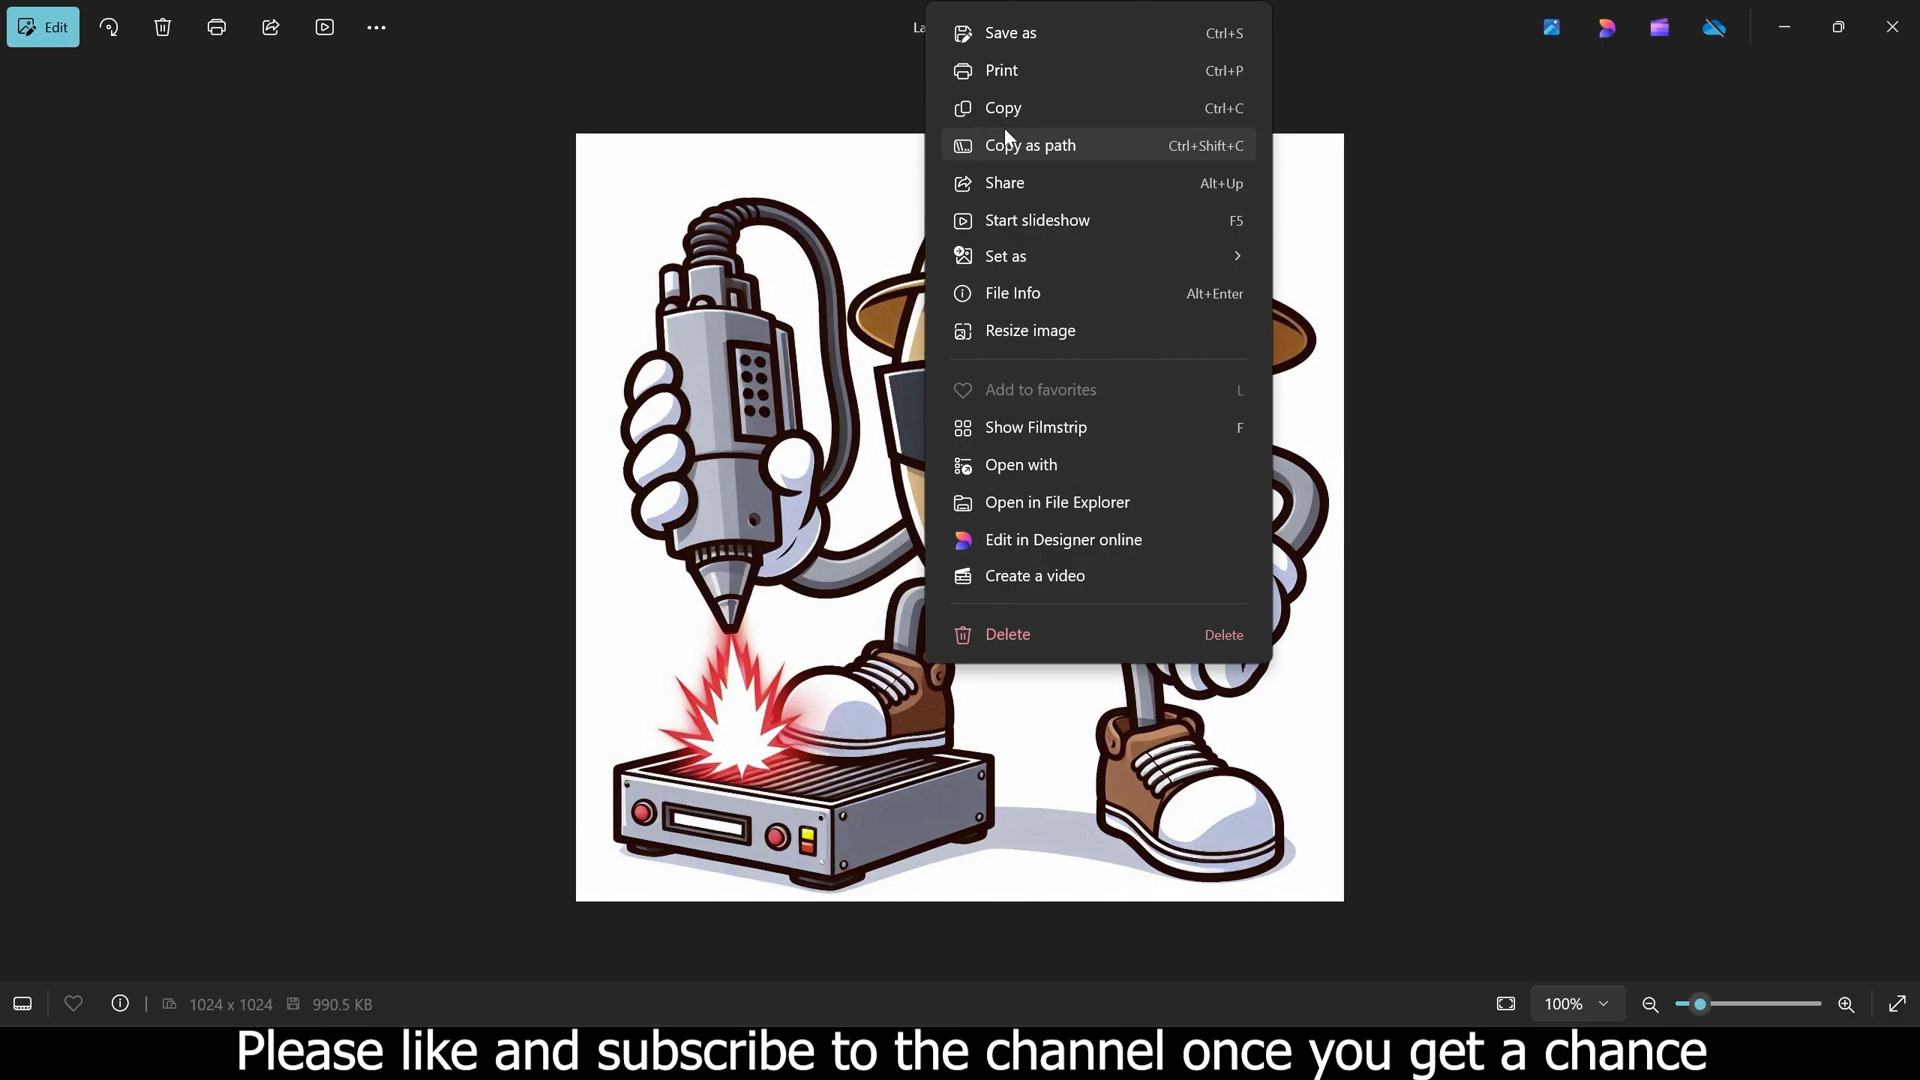 Edit
La
Save as Ctrl+S
Print Ctrl+P
Copy Ctrl+C
Copy as path Ctrl+Shift+C
Share Alt+Up
Start slideshow F5
Set as
File Info Alt+Enter
Resize image
Add to favorites L
Show Filmstrip F
Open with
Open in File Explorer
Edit in Designer online
Create a video
Delete Delete
1024 x 1024 990.5 KB 100%
Please like and subscribe to the channel once you get a chance